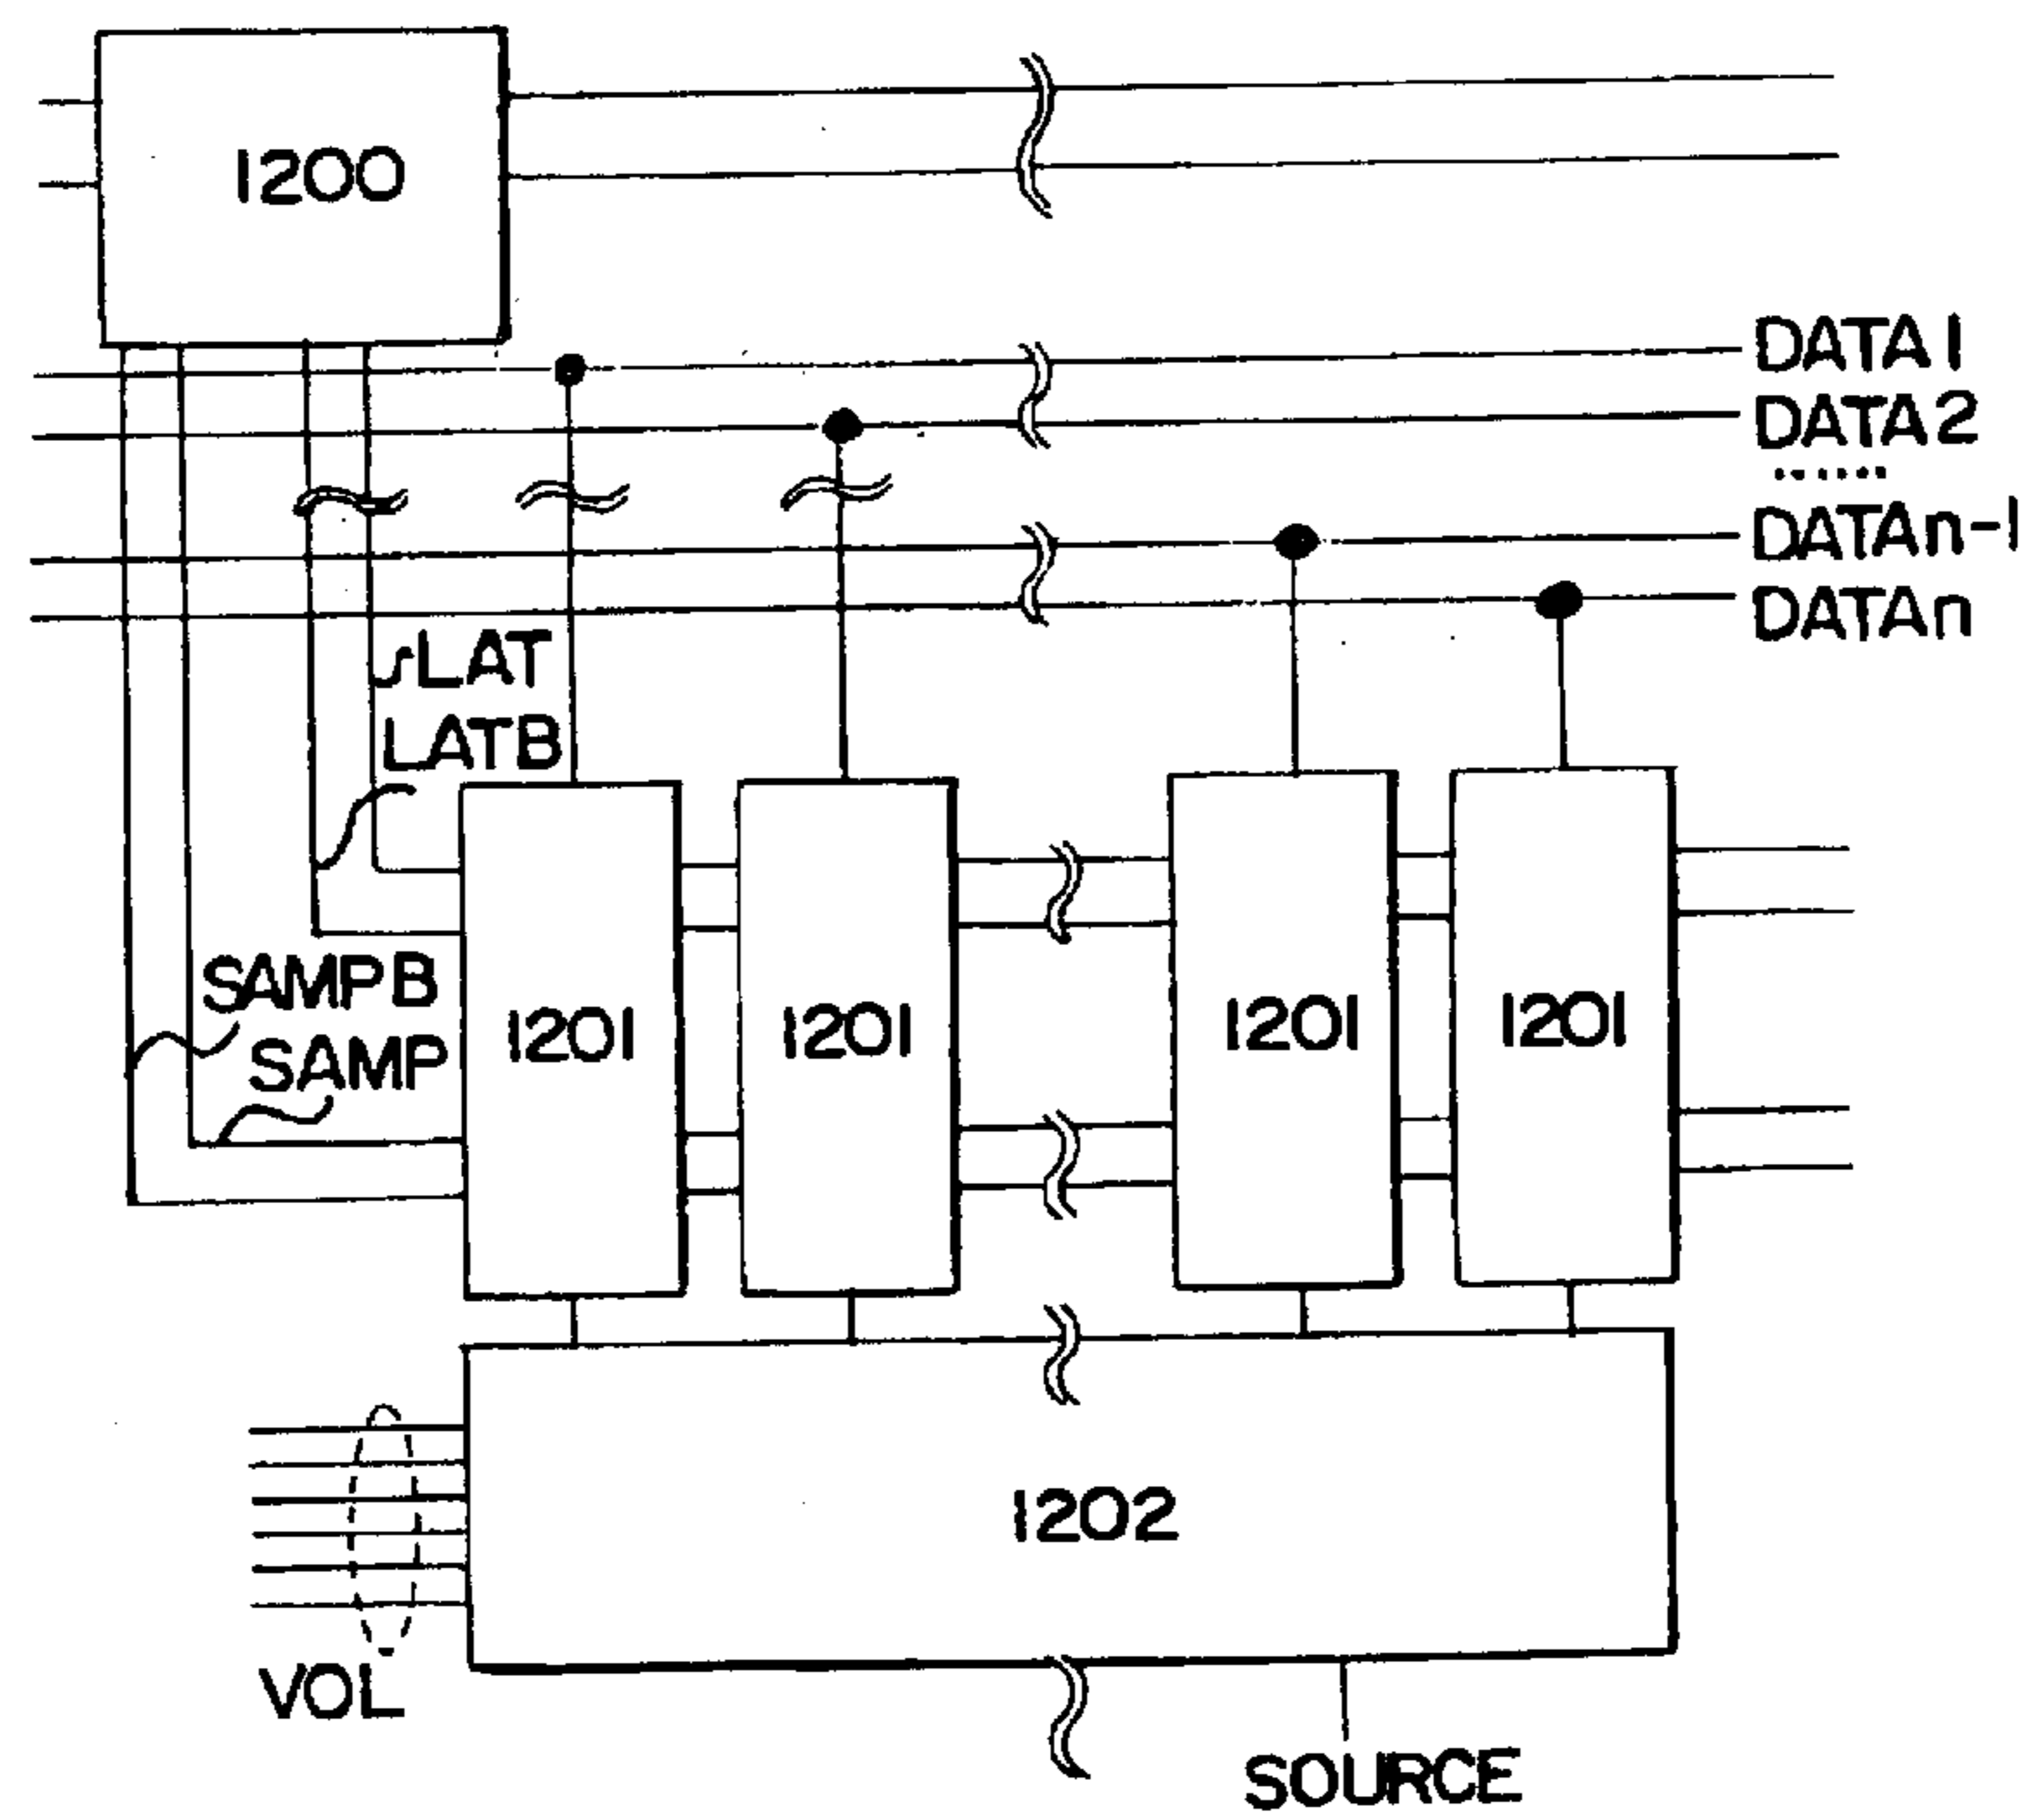 1200
DATA1
DATA2
......
DATAn-1
DATAn
LAT
LATB
SAMPB
SAMP
1201
1201
1201
1201
1202
VOL
SOURCE